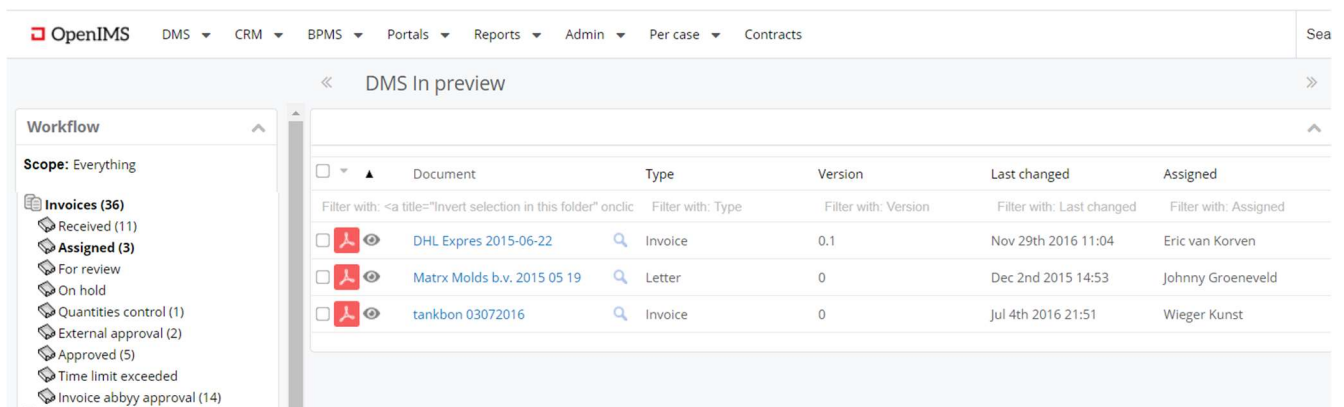 OpenIMS DMS CRM BPMS Portals Reports Admin Per case Contracts Sea
« DMS In preview »
Workflow
Scope: Everything
Invoices (36)
Received (11)
Assigned (3)
For review
On hold
Quantities control (1)
External approval (2)
Approved (5)
Time limit exceeded
Invoice abbyy approval (14)
Document Type Version Last changed Assigned
Filter with: <a title="Invert selection in this folder" onclic Filter with: Type Filter with: Version Filter with: Last changed Filter with: Assigned
DHL Expres 2015-06-22 Invoice 0.1 Nov 29th 2016 11:04 Eric van Korven
Matrx Molds b.v. 2015 05 19 Letter 0 Dec 2nd 2015 14:53 Johnny Groeneveld
tankbon 03072016 Invoice 0 Jul 4th 2016 21:51 Wieger Kunst